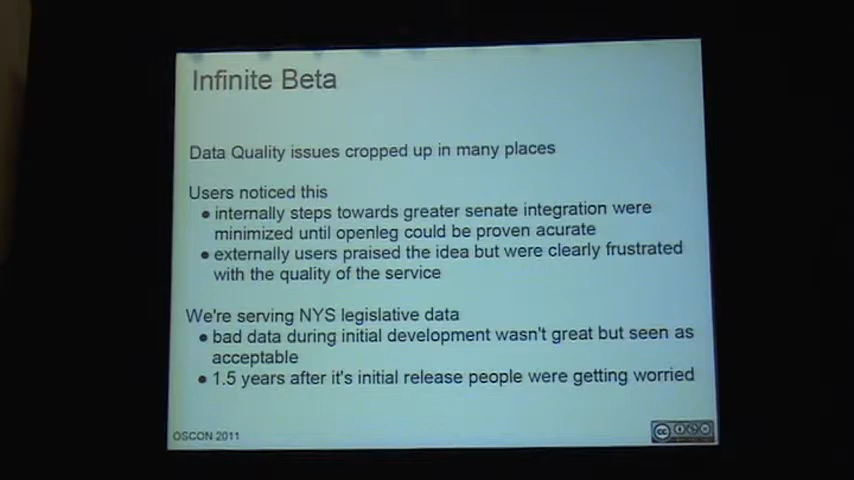 Infinite Beta
Data Quality issues cropped up in many places
Users noticed this
● internally steps towards greater senate integration were
minimized until openleg could be proven acurate
● externally users praised the idea but were clearly frustrated
with the quality of the service
We're serving NYS legislative data
● bad data during initial development wasn't great but seen as
acceptable
● 1.5 years after it's initial release people were getting worried
OSCON 2011
cc